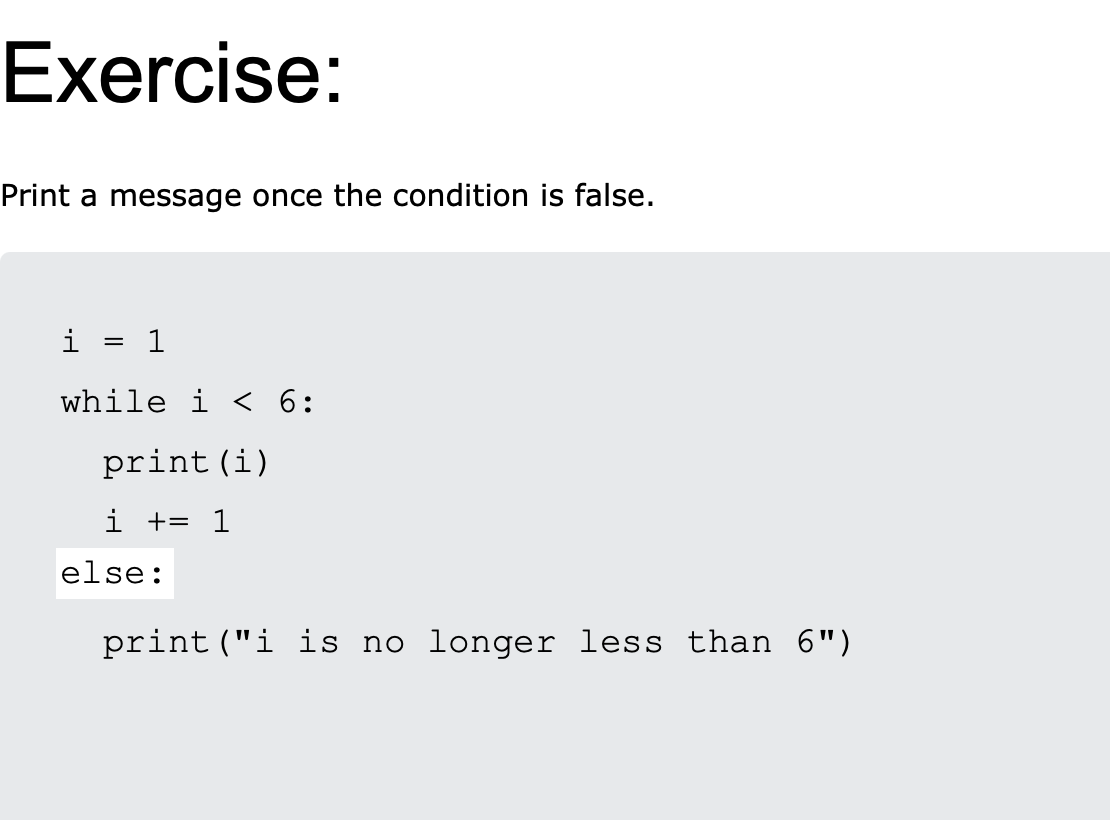 Exercise:
Print a message once the condition is false.
i = 1
while i < 6:
  print(i)
  i += 1
else:
  print("i is no longer less than 6")